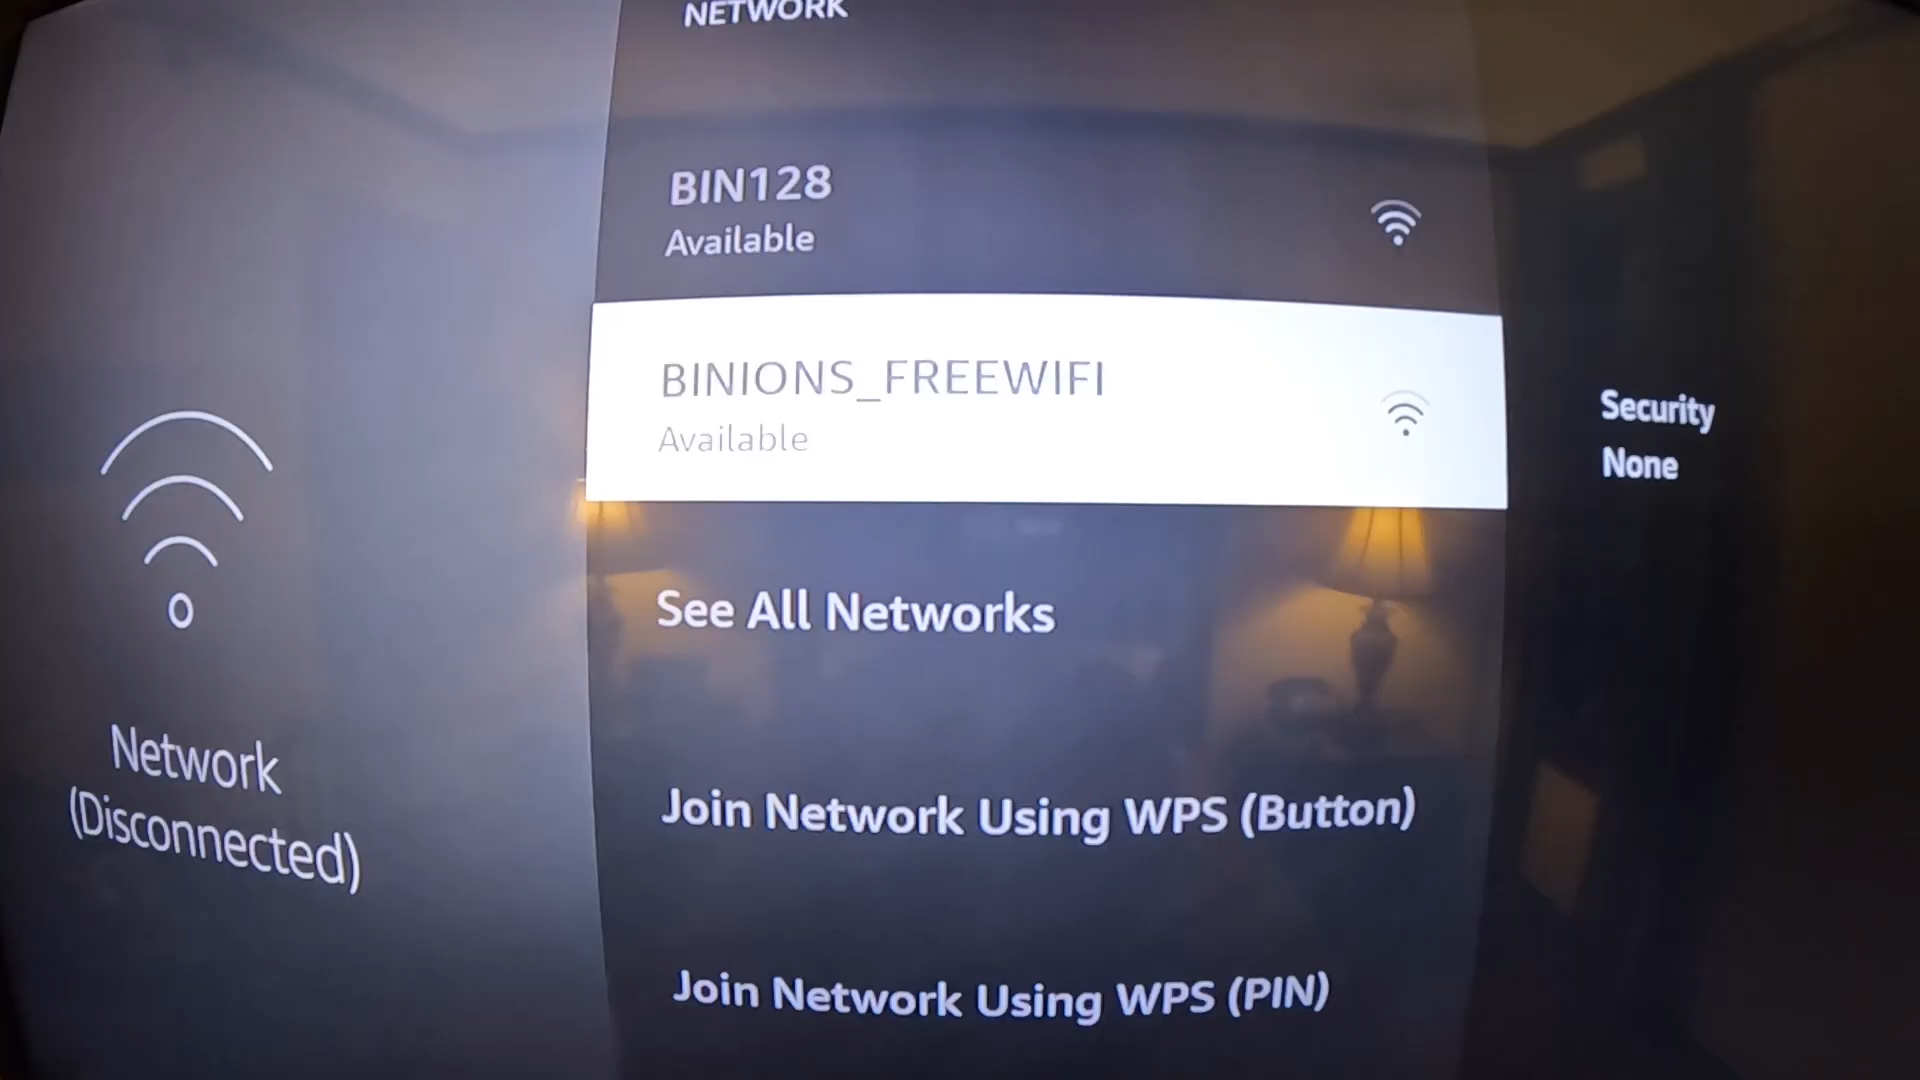 NETWORK
BIN128
Available
BINIONS_FREEWIFI
Available
Security
None
See All Networks
Network
(Disconnected)
Join Network Using WPS (Button)
Join Network Using WPS (PIN)